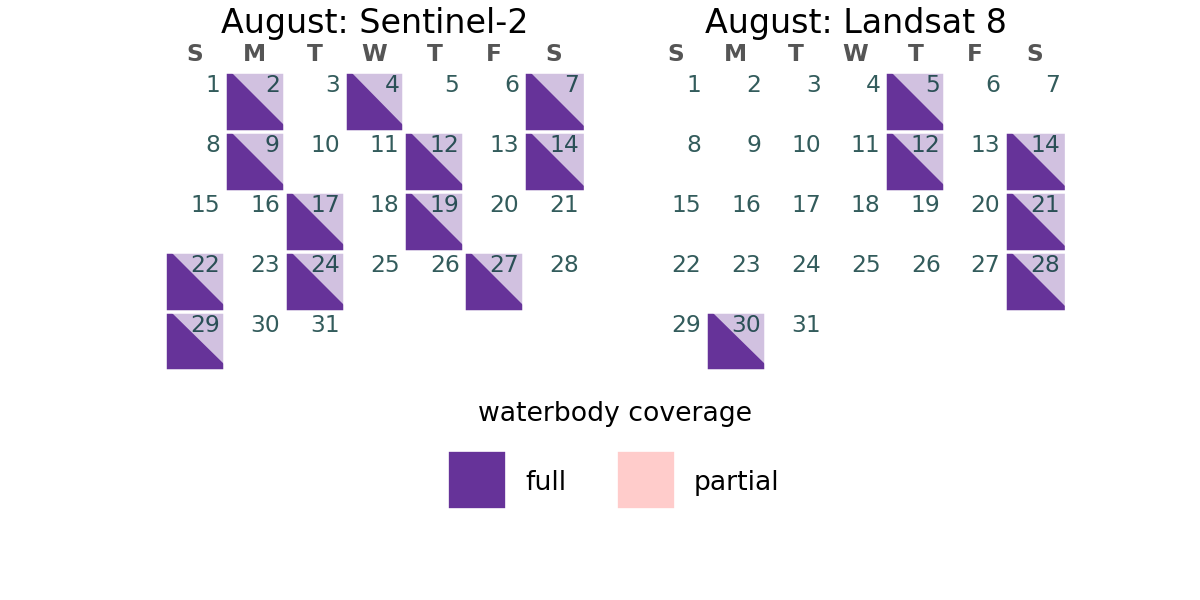 August: Sentinel-2
S M T W T F S
1 2 3 4 5 6 7
8 9 10 11 12 13 14
15 16 17 18 19 20 21
22 23 24 25 26 27 28
29 30 31
August: Landsat 8
S M T W T F S
1 2 3 4 5 6 7
8 9 10 11 12 13 14
15 16 17 18 19 20 21
22 23 24 25 26 27 28
29 30 31
waterbody coverage
full partial